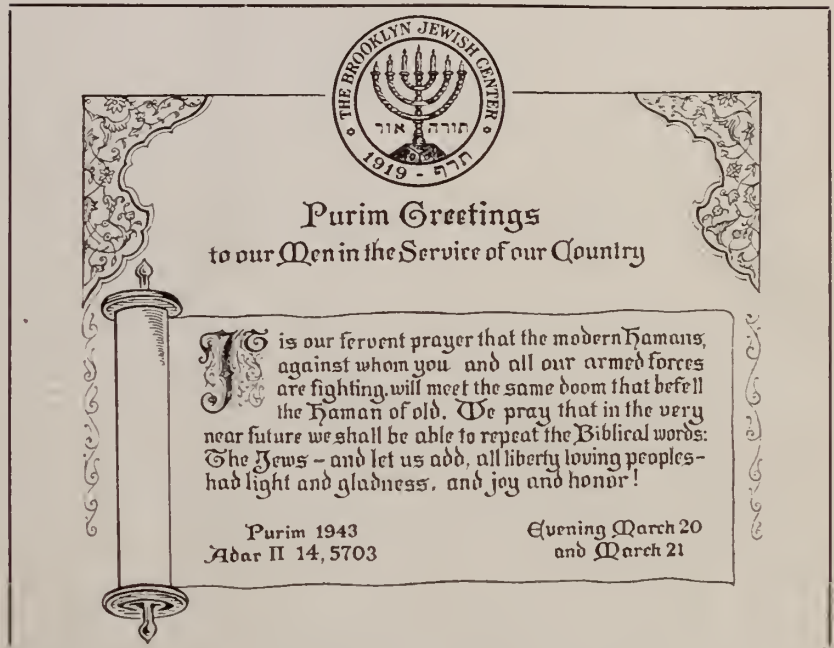 THE BROOKLYN JEWISH CENTER
תורה אור
1919 - תרף
Purim Greetings
to our Men in the Service of our Country
IT is our fervent prayer that the modern Hamans,
against whom you and all our armed forces
are fighting, will meet the same doom that befell
the Haman of old. We pray that in the very
near future we shall be able to repeat the Biblical words:
The Jews – and let us add, all liberty loving peoples–
had light and gladness, and joy and honor!
Purim 1943
Adar II 14, 5703
Evening March 20
and March 21